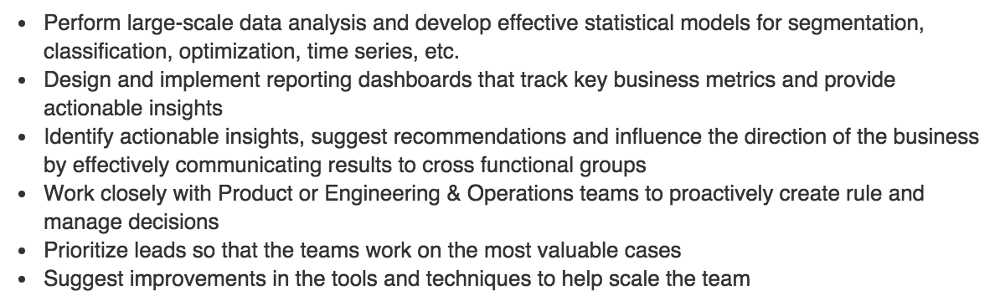 • Perform large-scale data analysis and develop effective statistical models for segmentation,
classification, optimization, time series, etc.
• Design and implement reporting dashboards that track key business metrics and provide
actionable insights
• Identify actionable insights, suggest recommendations and influence the direction of the business
by effectively communicating results to cross functional groups
• Work closely with Product or Engineering & Operations teams to proactively create rule and
manage decisions
• Prioritize leads so that the teams work on the most valuable cases
• Suggest improvements in the tools and techniques to help scale the team